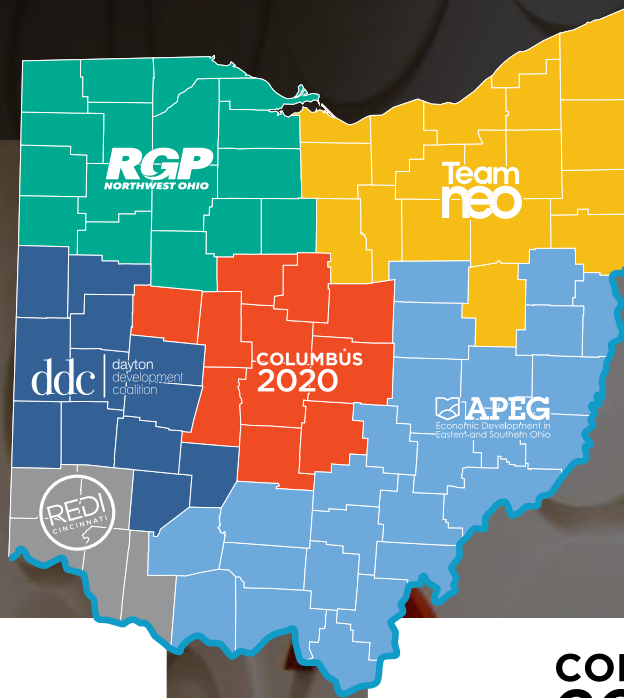 RGP
NORTHWEST OHIO
Team
neo
COLUMBUS
2020
ddc
dayton
development
coalition
APEG
Economic Development in
Eastern and Southern Ohio
REDI
CINCINNATI